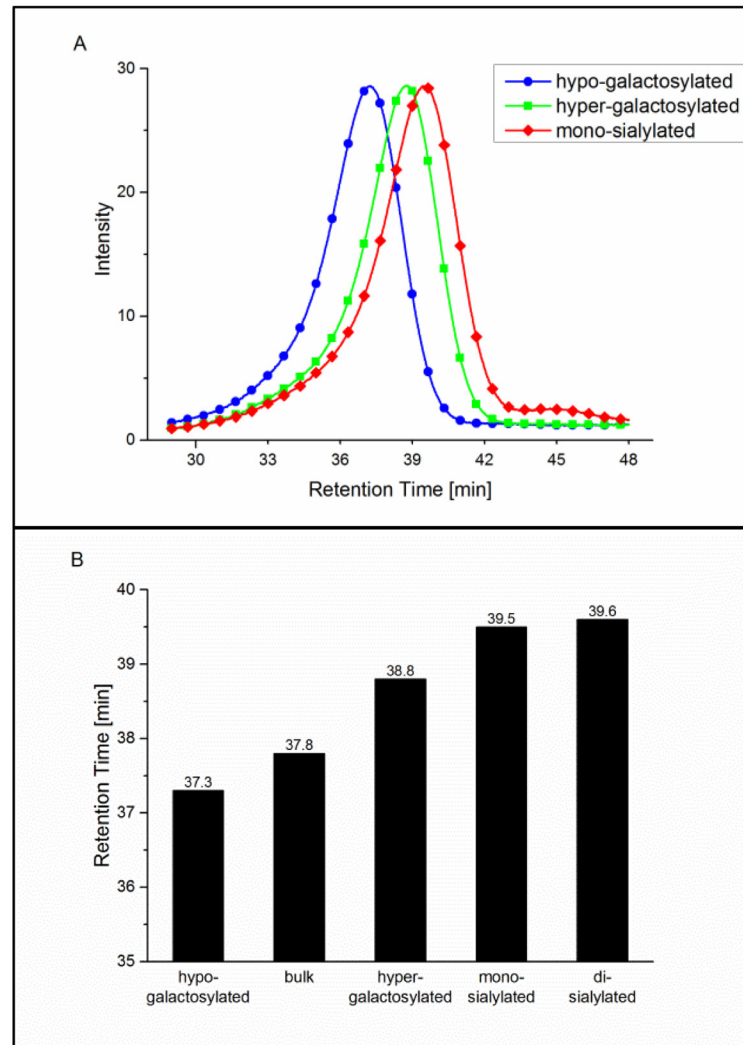 A
30
20
10
0
Intensity
hypo-galactosylated
hyper-galactosylated
mono-sialylated
30 33 36 39 42 45 48
Retention Time [min]
B
40
39
38
37
36
35
Retention Time [min]
37.3
37.8
38.8
39.5
39.6
hypo-
galactosylated
bulk
hyper-
galactosylated
mono-
sialylated
di-
sialylated